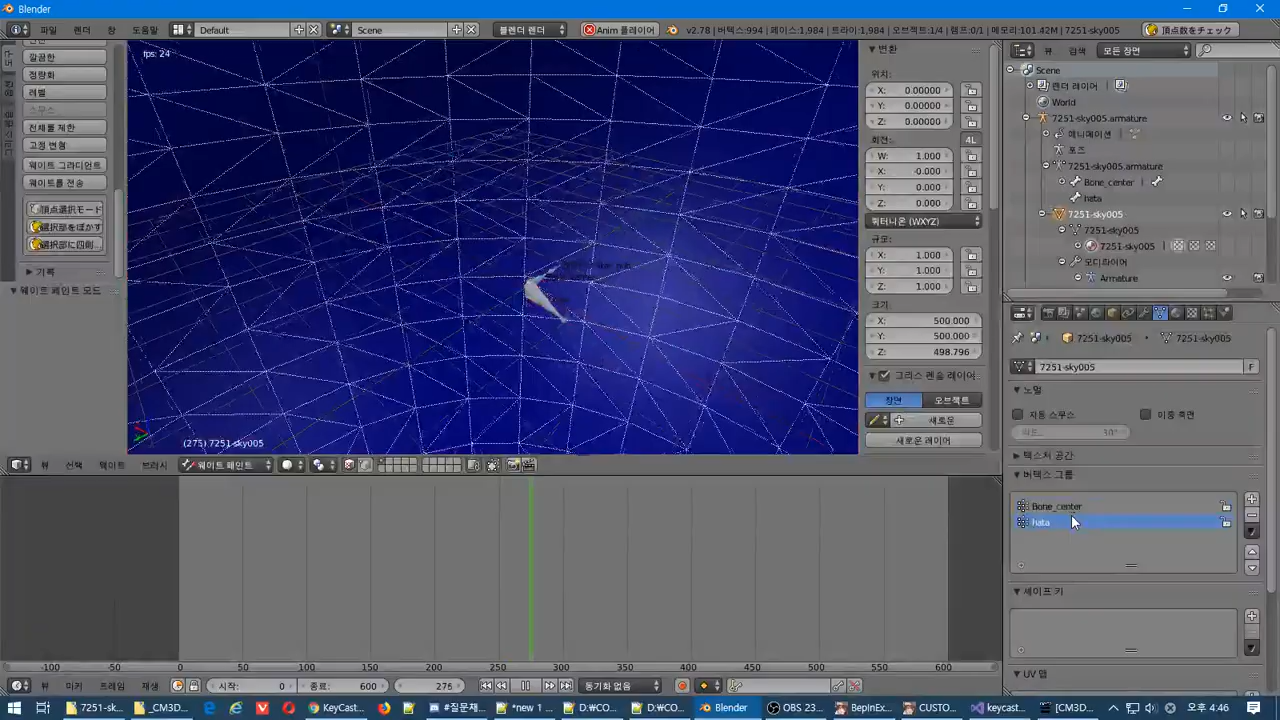 Blender
파일
렌더
창
도움말
Default
Scene
블렌더 렌더
Anim 플레이어
v2.78 | 버텍스:994 | 페이스:1,984 | 트라이:1,984 | 오브젝트:1/4 | 램프:0/1 | 메모리:101.42M | 7251-sky005
頂点数をチェック
깔끔한
정량화
레벨
스무스
전체를 제한
고정 변형
웨이트 그라디언트
웨이트를 전송
頂点選択モード
選択部をぼかす
選択部に四則...
기록
웨이트 페인트 모드
fps: 24
(275) 7251-sky005
변환
위치:
X: 0.00000
Y: 0.00000
Z: 0.00000
회전:
4L
W: 1.000
X: -0.000
Y: 0.000
Z: 0.000
쿼터니온 (WXYZ)
규모:
X: 1.000
Y: 1.000
Z: 1.000
크기
X: 500.000
Y: 500.000
Z: 498.796
그리스 펜슬 레이어
장면
오브젝트
새로운
새로운 레이어
뷰
검색
모든 장면
Scene
렌더 레이어
World
7251-sky005.armature
애니메이션
포즈
7251-sky005.armature
Bone_center
hata
7251-sky005
7251-sky005
7251-sky005
모디파이어
Armature
7251-sky005
7251-sky005
7251-sky005
F
노멀
자동 스무스
이중 측면
30°
텍스처 공간
버텍스 그룹
Bone_center
hata
셰이프 키
UV 맵
뷰
선택
웨이트
브러시
웨이트 페인트
-100 -50 0 50 100 150 200 250 300 350 400 450 500 550 600
뷰
마커
프레임
재생
시작: 0
종료: 600
276
동기화 없음
7251-sk...
_CM3D...
KeyCast...
#질문재...
*new 1 ...
D:₩CO...
D:₩CO...
Blender
OBS 23...
BepInEx...
CUSTO...
keycast...
[CM3D...
오후 4:46